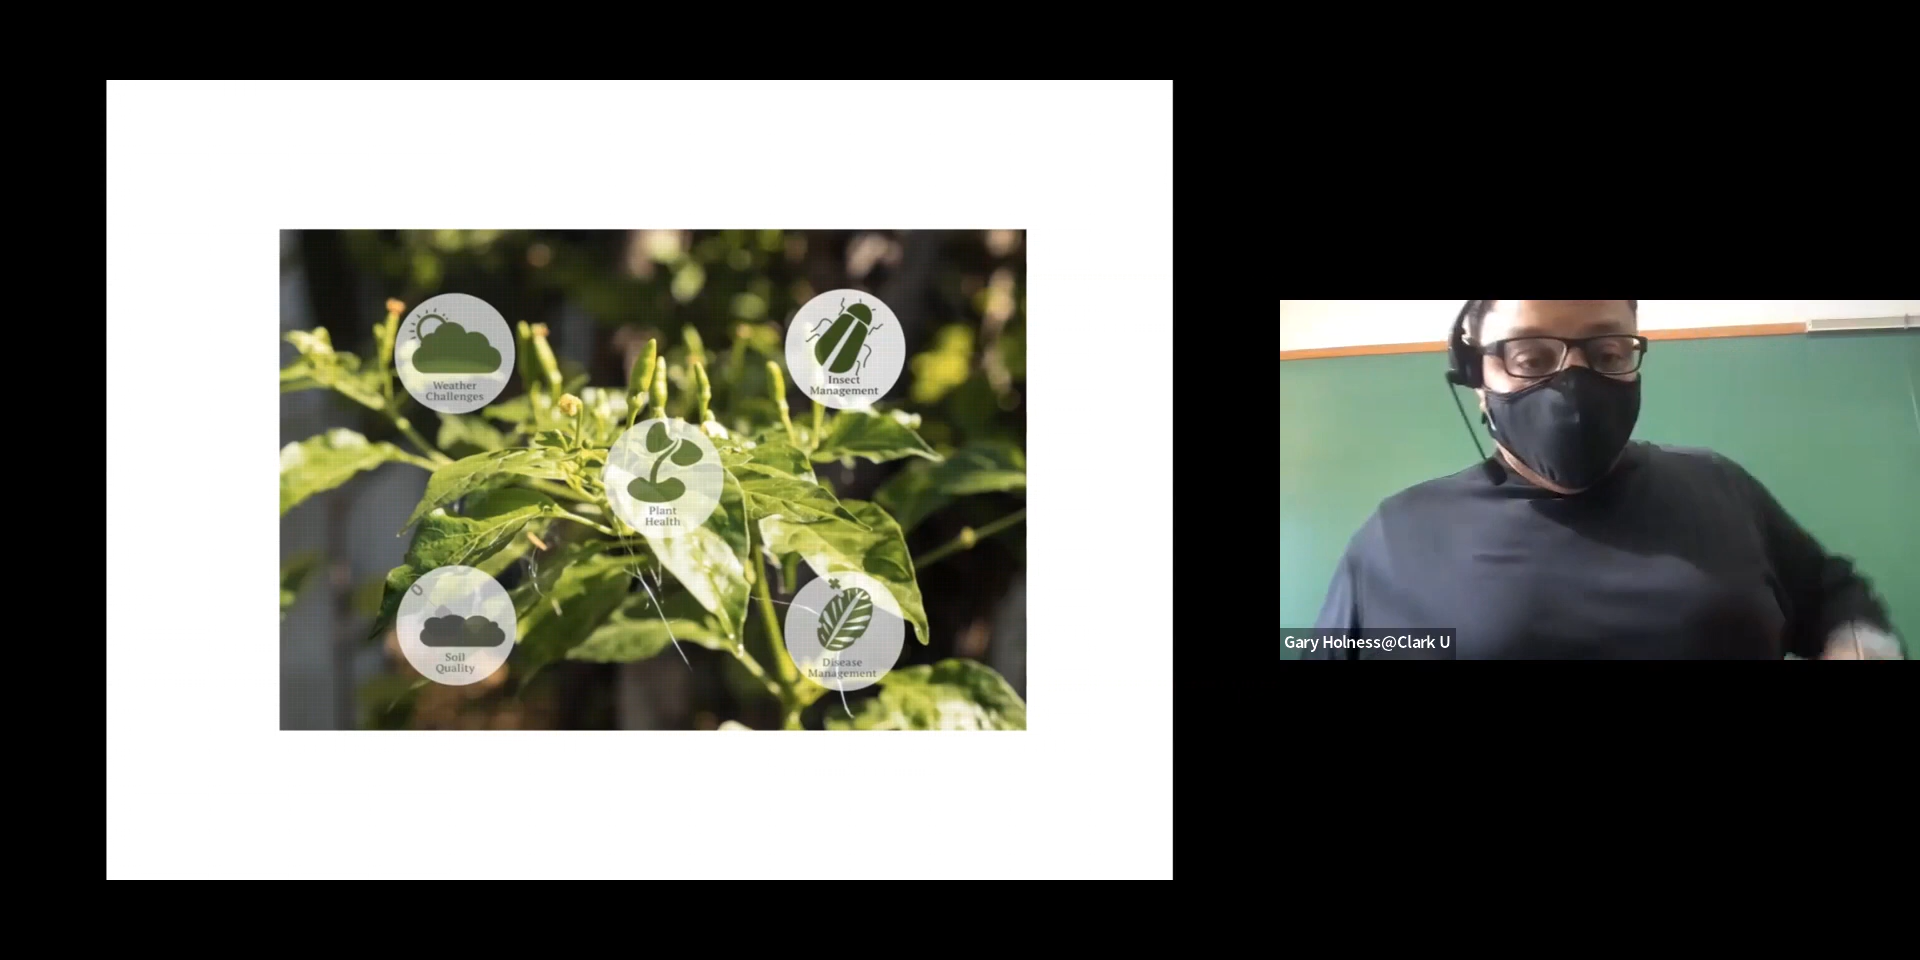 Weather
Challenges
Insect
Management
Plant
Health
Soil
Quality
Disease
Management
Gary Holness@Clark U